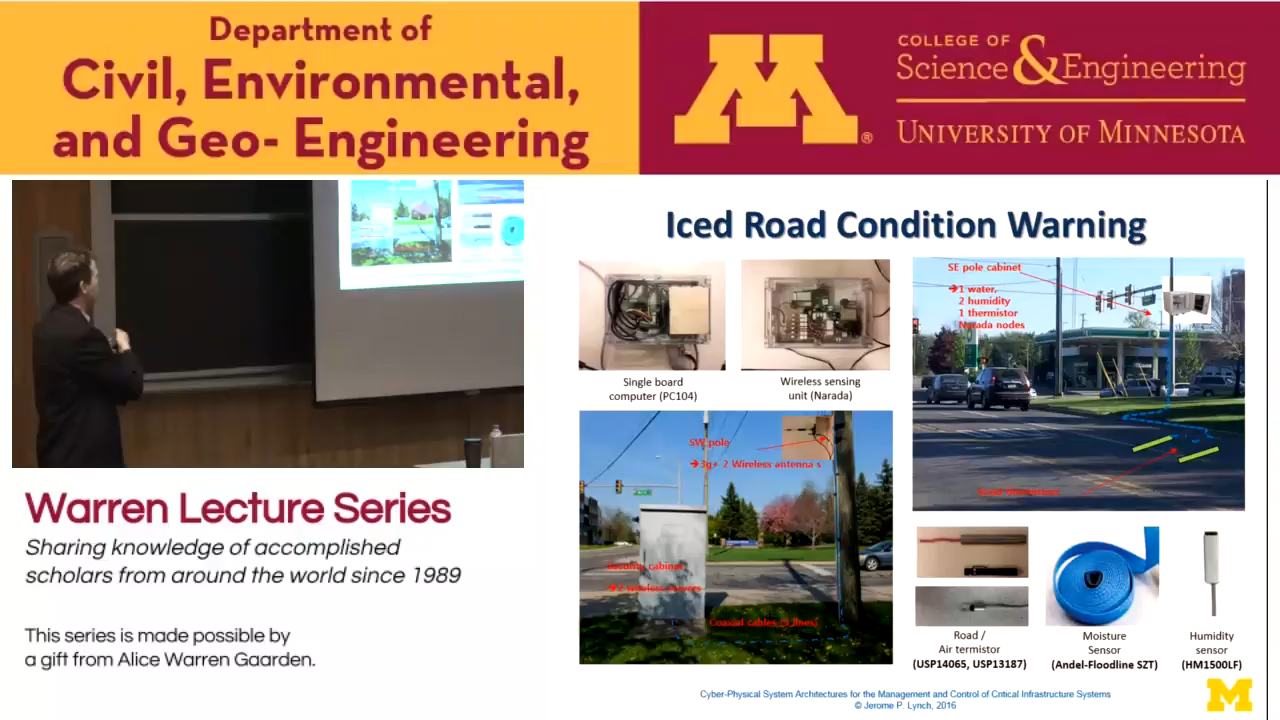 Department of
Civil, Environmental,
and Geo- Engineering
M®
COLLEGE OF
Science & Engineering
UNIVERSITY OF MINNESOTA
Warren Lecture Series
Sharing knowledge of accomplished
scholars from around the world since 1989
This series is made possible by
a gift from Alice Warren Gaarden.
Iced Road Condition Warning
Single board
computer (PC104)
Wireless sensing
unit (Narada)
SE pole cabinet
➔1 water,
2 humidity
1 thermistor
Narada nodes
SW pole
➔3g+ 2 Wireless antenna s
➔2 wireless
Coaxial cables
Road /
Air termistor
(USP14065, USP13187)
Moisture
Sensor
(Andel-Floodline SZT)
Humidity
sensor
(HM1500LF)
Cyber-Physical System Architectures for the Management and Control of Critical Infrastructure Systems
© Jerome P. Lynch, 2016
M